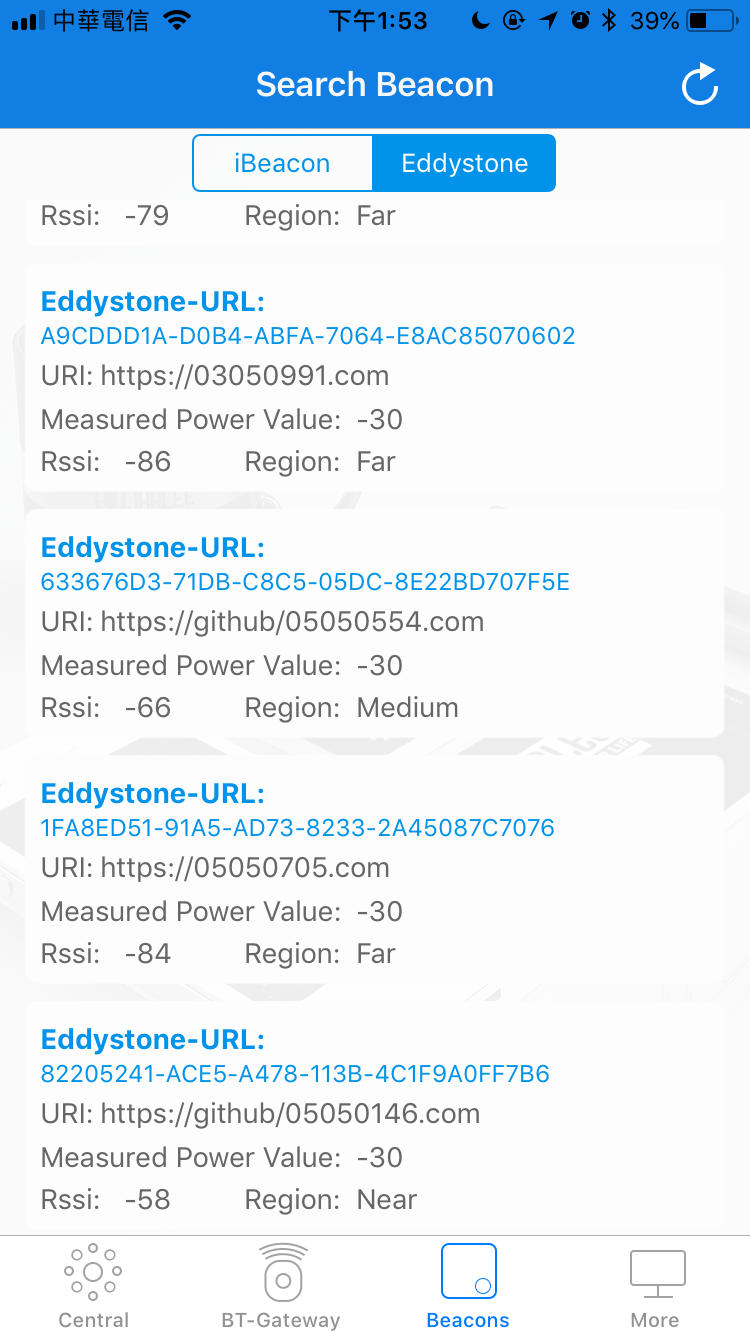 中華電信 下午1:53 39%
Search Beacon
iBeacon Eddystone
Rssi: -79 Region: Far
Eddystone-URL:
A9CDDD1A-D0B4-ABFA-7064-E8AC85070602
URI: https://03050991.com
Measured Power Value: -30
Rssi: -86 Region: Far
Eddystone-URL:
633676D3-71DB-C8C5-05DC-8E22BD707F5E
URI: https://github/05050554.com
Measured Power Value: -30
Rssi: -66 Region: Medium
Eddystone-URL:
1FA8ED51-91A5-AD73-8233-2A45087C7076
URI: https://05050705.com
Measured Power Value: -30
Rssi: -84 Region: Far
Eddystone-URL:
82205241-ACE5-A478-113B-4C1F9A0FF7B6
URI: https://github/05050146.com
Measured Power Value: -30
Rssi: -58 Region: Near
Central BT-Gateway Beacons More